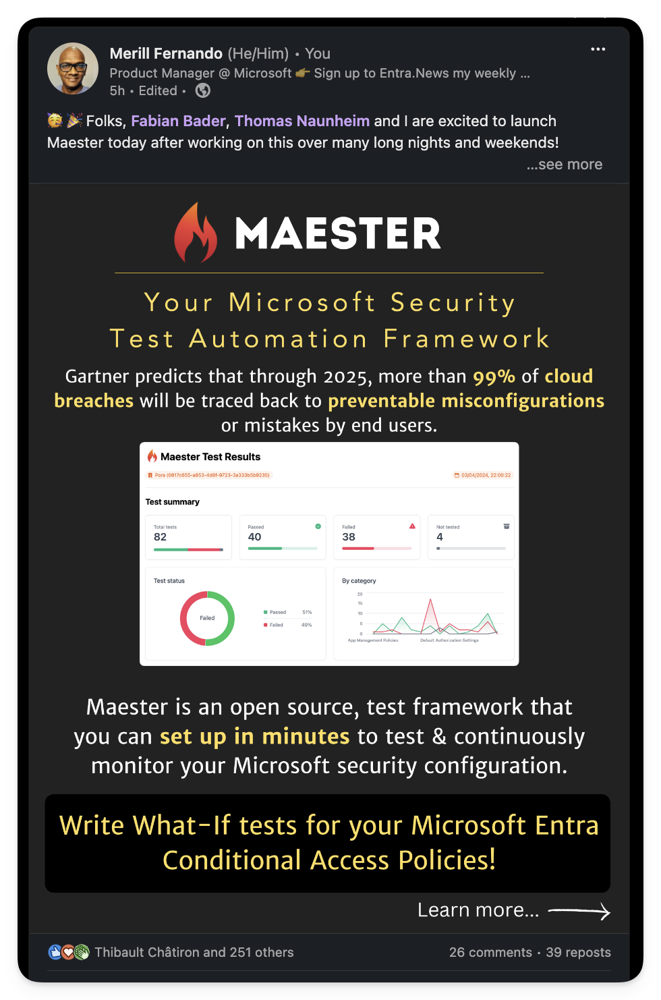 Merill Fernando (He/Him) • You
Product Manager @ Microsoft 👉 Sign up to Entra.News my weekly ...
5h • Edited •
🥳🎉 Folks, Fabian Bader, Thomas Naunheim and I are excited to launch
Maester today after working on this over many long nights and weekends!
...see more
MAESTER
Your Microsoft Security
Test Automation Framework
Gartner predicts that through 2025, more than 99% of cloud
breaches will be traced back to preventable misconfigurations
or mistakes by end users.
Maester Test Results
Pora (0817c655-a853-4d8f-9723-3a333b5b9235)
03/04/2024, 22:00:22
Test summary
Total tests
82
Passed
40
Failed
38
Not tested
4
Test status
Failed
Passed 51%
Failed 49%
By category
20
15
10
5
0
App Management Policies
Default Authorization Settings
Maester is an open source, test framework that
you can set up in minutes to test & continuously
monitor your Microsoft security configuration.
Write What-If tests for your Microsoft Entra
Conditional Access Policies!
Learn more...
Thibault Châtiron and 251 others
26 comments • 39 reposts